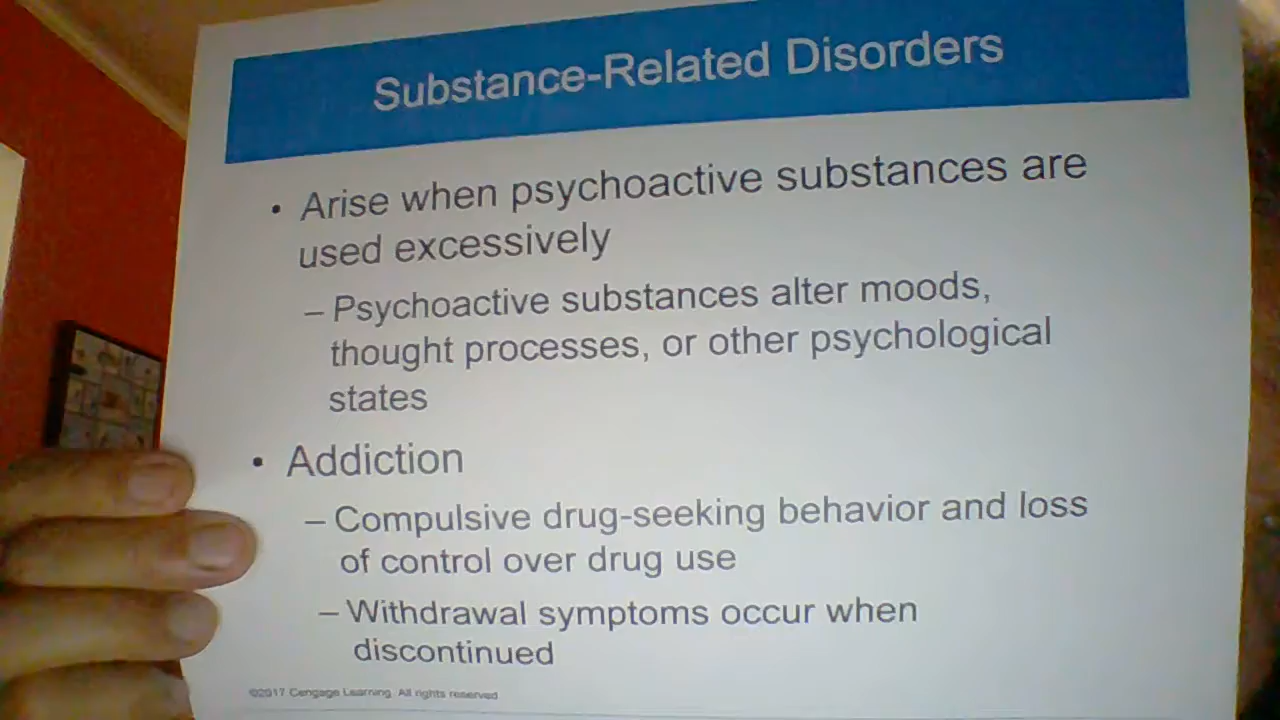 Substance-Related Disorders
• Arise when psychoactive substances are
used excessively
– Psychoactive substances alter moods,
thought processes, or other psychological
states
• Addiction
– Compulsive drug-seeking behavior and loss
of control over drug use
– Withdrawal symptoms occur when
discontinued
©2017 Cengage Learning. All rights reserved